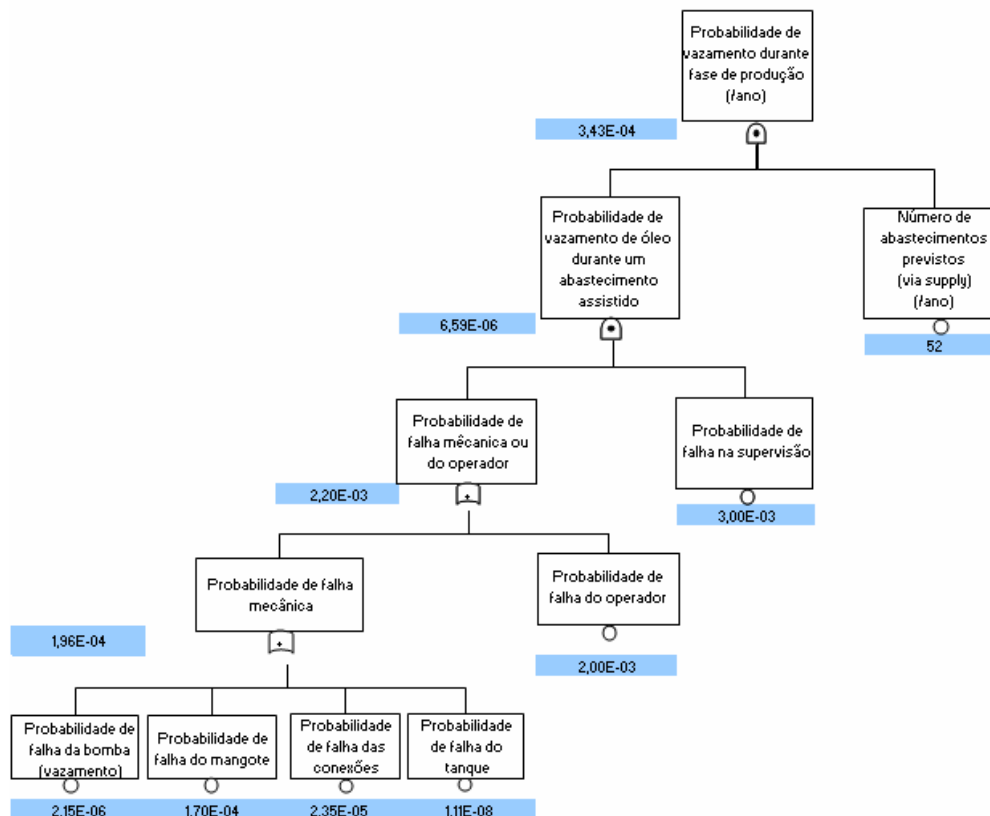 Probabilidade de
vazamento durante
fase de produção
(/ano)
3,43E-04
Probabilidade de
vazamento de óleo
durante um
abastecimento
assistido
6,59E-06
Número de
abastecimentos
previstos
(via supply)
(/ano)
52
Probabilidade de
falha mêcanica ou
do operador
2,20E-03
Probabilidade de
falha na supervisão
3,00E-03
Probabilidade de falha
mecânica
1,96E-04
Probabilidade de
falha do operador
2,00E-03
Probabilidade de
falha da bomba
(vazamento)
2,15E-06
Probabilidade de
falha do mangote
1,70E-04
Probabilidade
de falha das
conexões
2,35E-05
Probabilidade
de falha do
tanque
1,11E-08